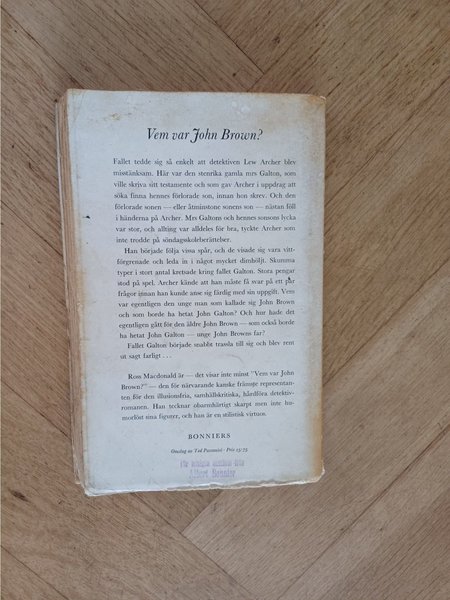 Vem var John Brown?
Fallet tedde sig så enkelt att detektiven Lew Archer blev
misstänksam. Här var den stenrika gamla mrs Galton, som
ville skriva sitt testamente och som gav Archer i uppdrag att
söka finna hennes förlorade son, innan hon skrev. Och den
förlorade sonen — eller åtminstone sonens son — nästan föll
i händerna på Archer. Mrs Galtons och hennes sonsons lycka
var stor, och allting var alldeles för bra, tyckte Archer som
inte trodde på söndagsskoleberättelser.
Han började följa vissa spår, och de visade sig vara vitt-
förgrenade och leda in i något mycket dimhöljt. Skumma
typer i stort antal kretsade kring fallet Galton. Stora pengar
stod på spel. Archer kände att han måste få svar på ett par
frågor innan han kunde anse sig färdig med sin uppgift. Vem
var egentligen den unge man som kallade sig John Brown
och som borde ha hetat John Galton? Och hur hade det
egentligen gått för den äldre John Brown — som också borde
ha hetat John Galton — unge John Browns far?
Fallet Galton började snabbt trassla till sig och blev rent
ut sagt farligt . . .
Ross Macdonald är — det visar inte minst "Vem var John
Brown?" — den för närvarande kanske främste representan-
ten för den illusionsfria, samhällskritiska, hårdföra detektiv-
romanen. Han tecknar obarmhärtigt skarpt men inte hu-
morlöst sina figurer, och han är en stilistisk virtuos.
BONNIERS
Omslag av Ted Paramini · Pris 15:75
Albert Bonnier